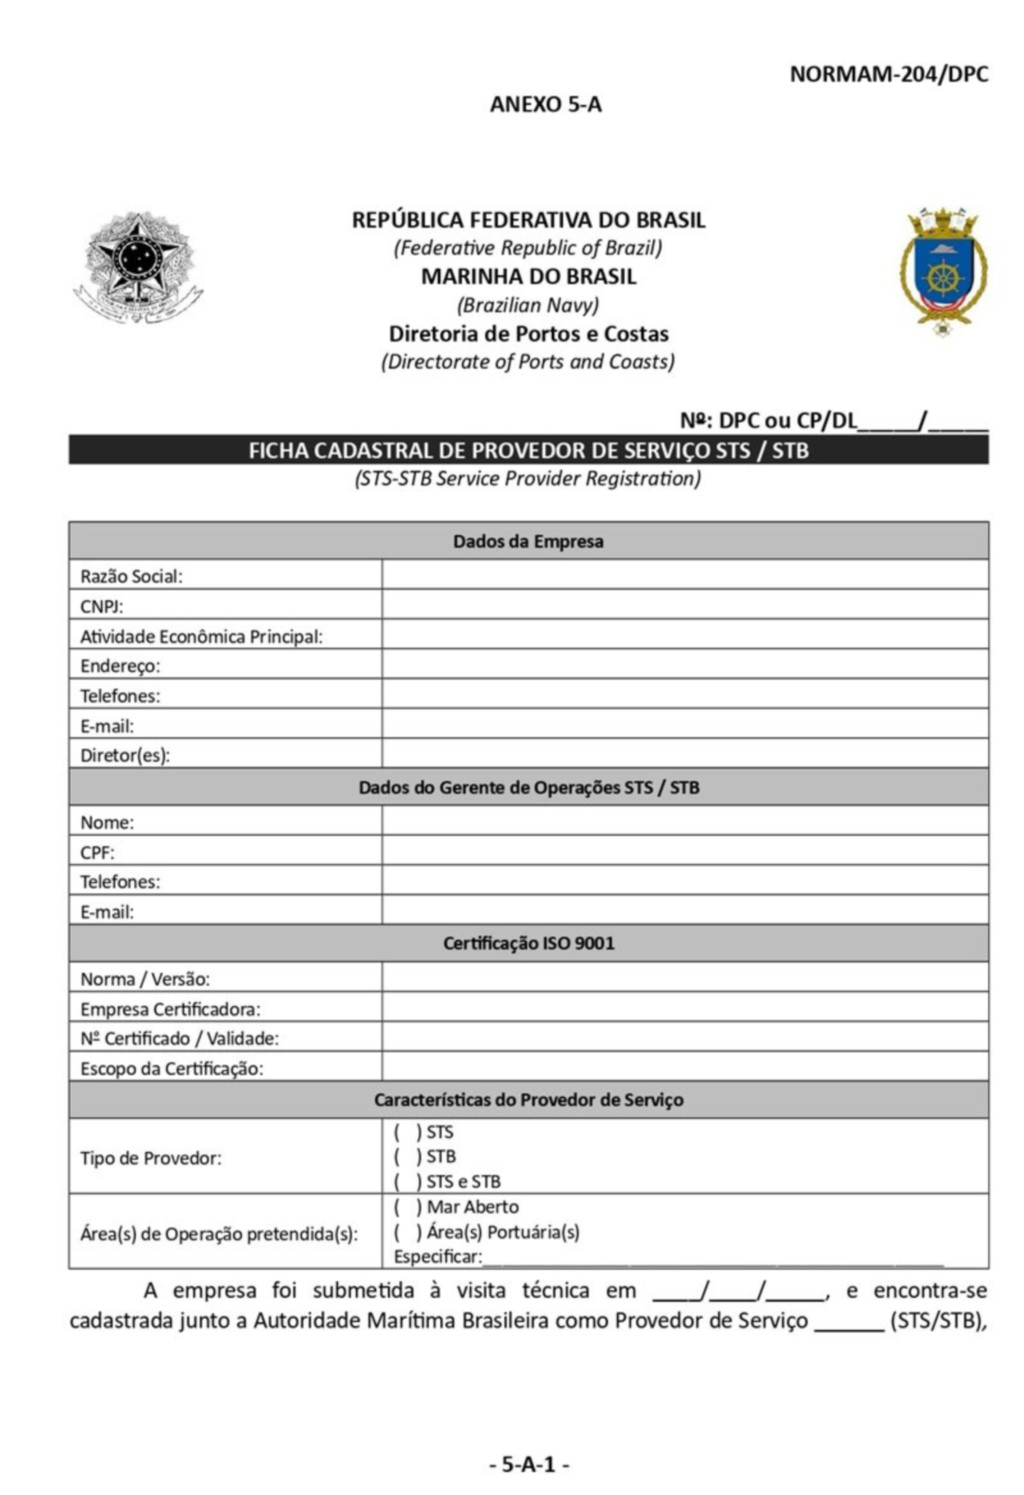 NORMAM-204/DPC
ANEXO 5-A
REPÚBLICA FEDERATIVA DO BRASIL
(Federative Republic of Brazil)
MARINHA DO BRASIL
(Brazilian Navy)
Diretoria de Portos e Costas
(Directorate of Ports and Coasts)
Nº: DPC ou CP/DL_____/_____
FICHA CADASTRAL DE PROVEDOR DE SERVIÇO STS / STB
(STS-STB Service Provider Registration)
Dados da Empresa
Razão Social:
CNPJ:
Atividade Econômica Principal:
Endereço:
Telefones:
E-mail:
Diretor(es):
Dados do Gerente de Operações STS / STB
Nome:
CPF:
Telefones:
E-mail:
Certificação ISO 9001
Norma / Versão:
Empresa Certificadora:
Nº Certificado / Validade:
Escopo da Certificação:
Características do Provedor de Serviço
Tipo de Provedor:
( ) STS
( ) STB
( ) STS e STB
Área(s) de Operação pretendida(s):
( ) Mar Aberto
( ) Área(s) Portuária(s)
Especificar:______________________________________________
A empresa foi submetida à visita técnica em ____/____/_____, e encontra-se
cadastrada junto a Autoridade Marítima Brasileira como Provedor de Serviço ______ (STS/STB),
- 5-A-1 -